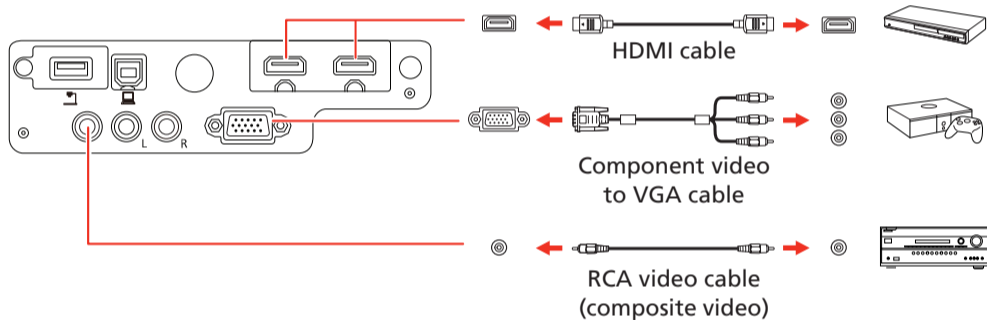 HDMI cable
L
R
Component video
to VGA cable
RCA video cable
(composite video)